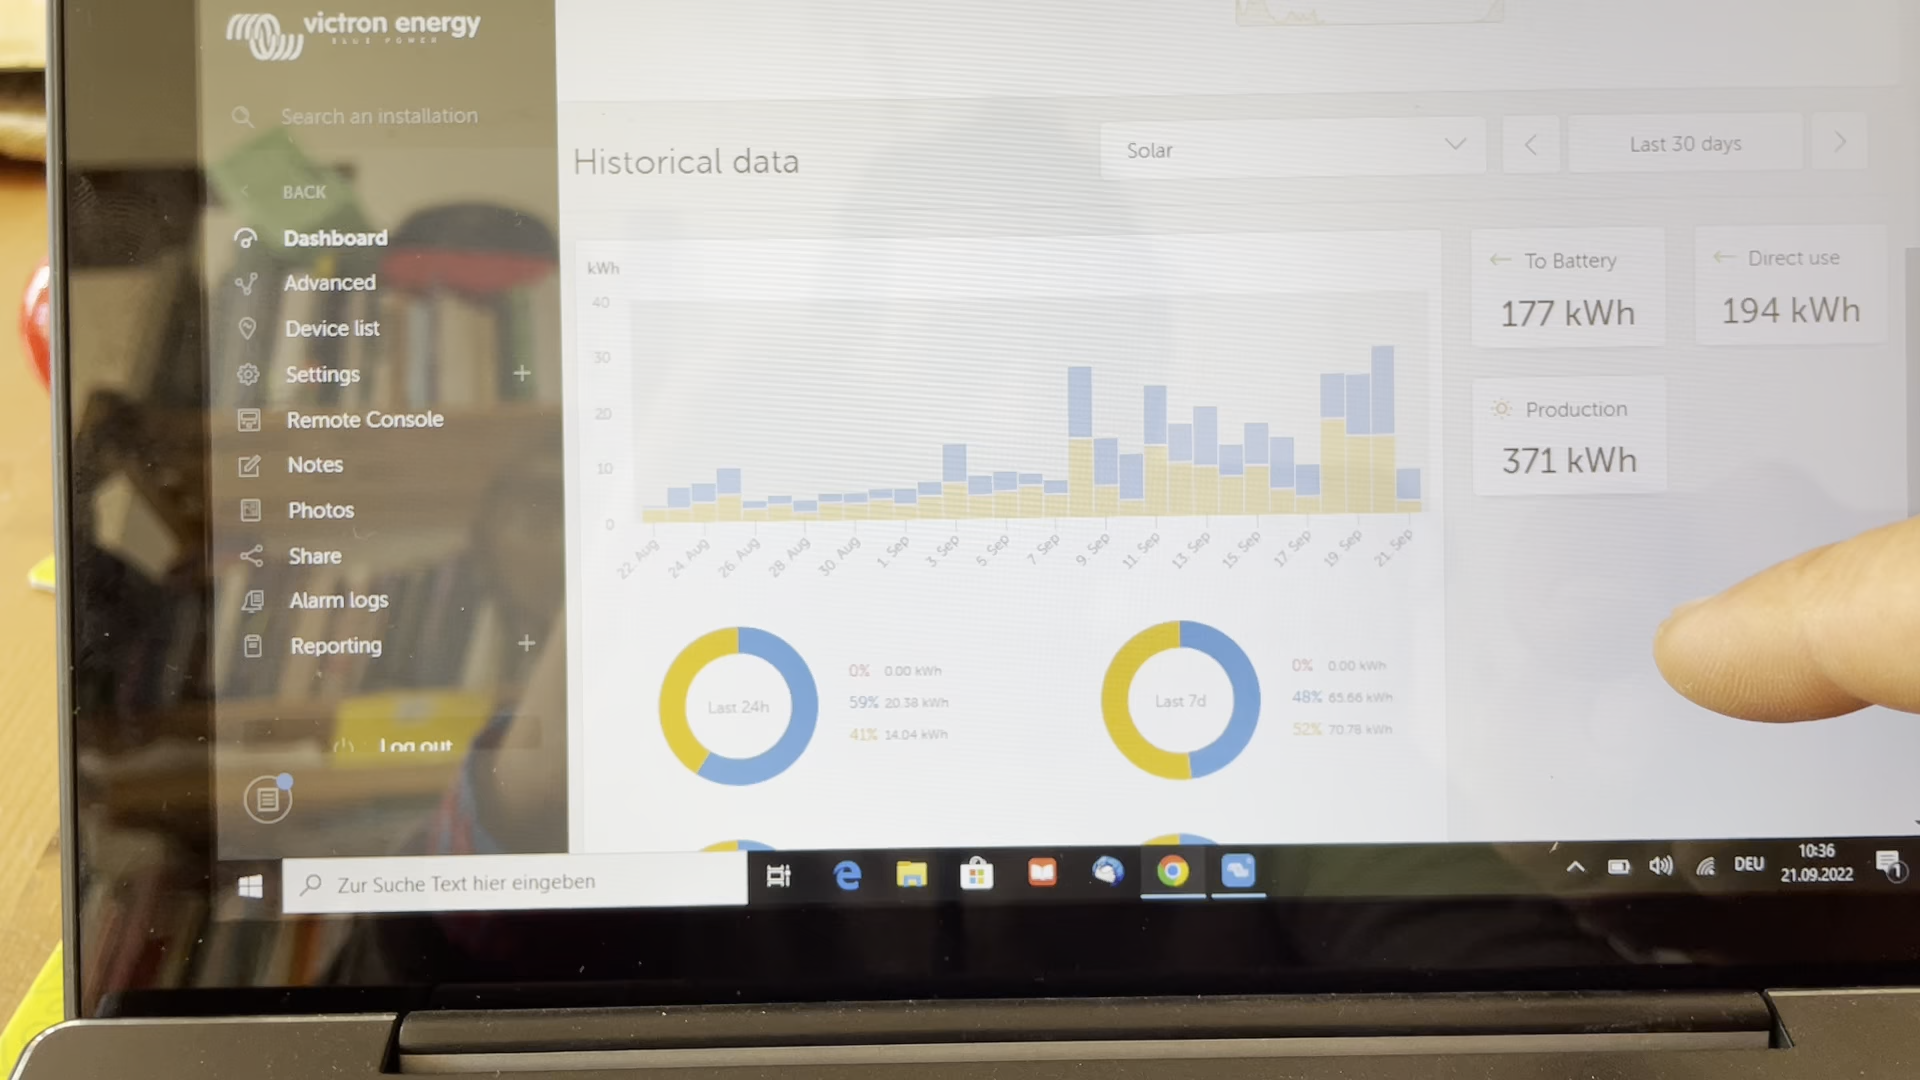 victron energy
BLUE POWER
Search an installation
BACK
Dashboard
Advanced
Device list
Settings
Remote Console
Notes
Photos
Share
Alarm logs
Reporting
Log out
Historical data
Solar
Last 30 days
kWh
40
30
20
10
0
22. Aug
24. Aug
26. Aug
28. Aug
30. Aug
1. Sep
3. Sep
5. Sep
7. Sep
9. Sep
11. Sep
13. Sep
15. Sep
17. Sep
19. Sep
21. Sep
To Battery
177 kWh
Direct use
194 kWh
Production
371 kWh
Last 24h
0% 0.00 kWh
59% 20.38 kWh
41% 14.04 kWh
Last 7d
0% 0.00 kWh
48% 65.66 kWh
52% 70.78 kWh
Zur Suche Text hier eingeben
DEU
10:36
21.09.2022
1